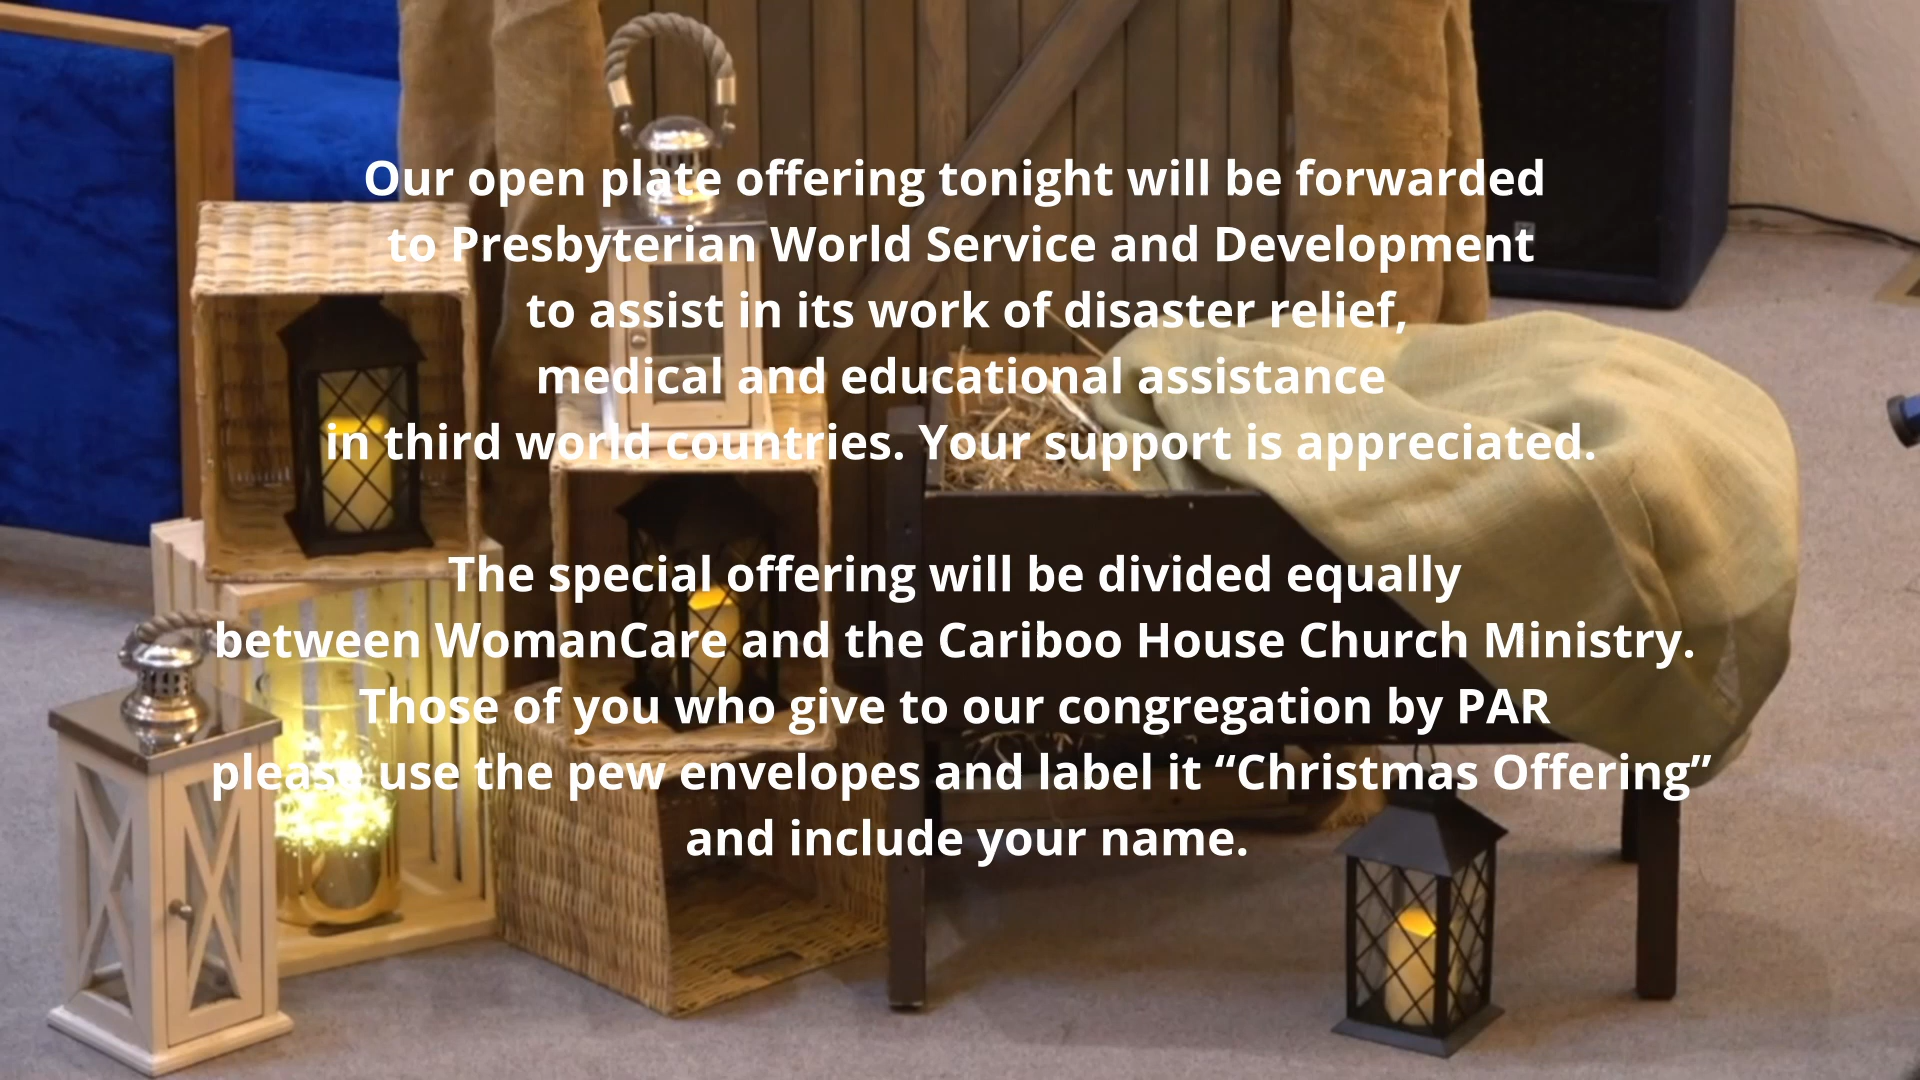 Our open plate offering tonight will be forwarded
to Presbyterian World Service and Development
to assist in its work of disaster relief,
medical and educational assistance
in third world countries. Your support is appreciated.
The special offering will be divided equally
between WomanCare and the Cariboo House Church Ministry.
Those of you who give to our congregation by PAR
please use the pew envelopes and label it “Christmas Offering”
and include your name.